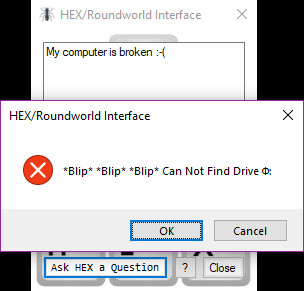 HEX/Roundworld Interface
My computer is broken :-(
HEX/Roundworld Interface
*Blip* *Blip* *Blip* Can Not Find Drive Φ:
OK Cancel
Ask HEX a Question ? Close